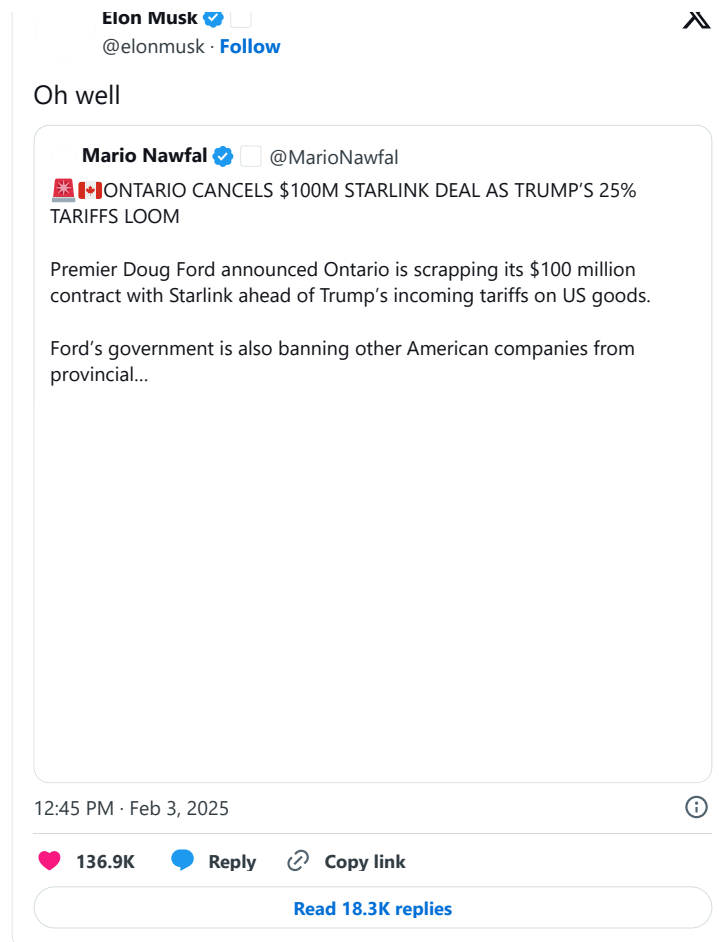 Elon Musk
@elonmusk · Follow
Oh well
Mario Nawfal @MarioNawfal
🚨🇨🇦ONTARIO CANCELS $100M STARLINK DEAL AS TRUMP’S 25%
TARIFFS LOOM
Premier Doug Ford announced Ontario is scrapping its $100 million
contract with Starlink ahead of Trump’s incoming tariffs on US goods.
Ford’s government is also banning other American companies from
provincial…
12:45 PM · Feb 3, 2025
136.9K Reply Copy link
Read 18.3K replies